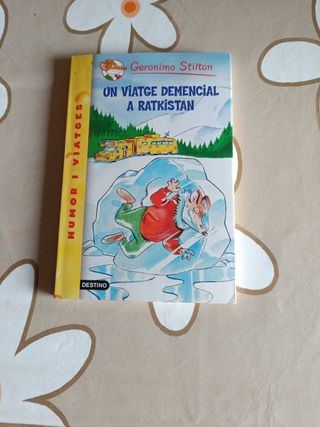 Geronimo Stilton
UN VIATGE DEMENCIAL
A RATKISTAN
HUMOR I VIATGES
DESTINO